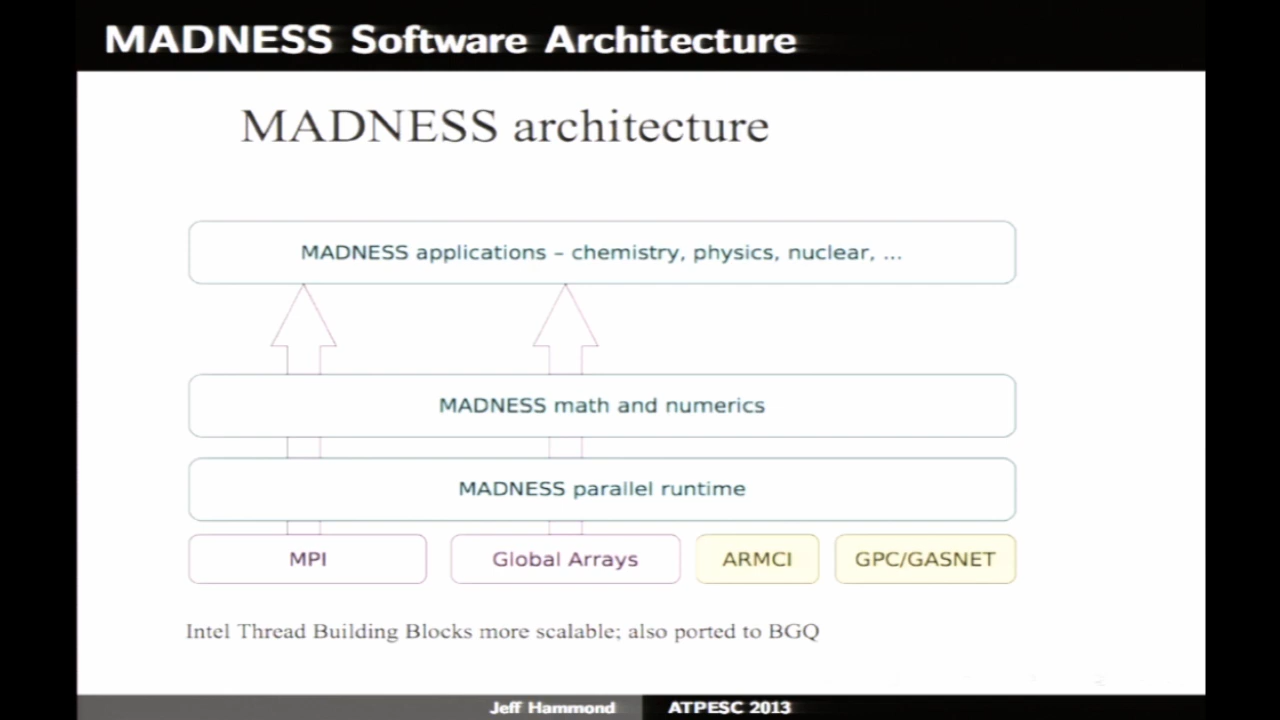 MADNESS Software Architecture
MADNESS architecture
MADNESS applications – chemistry, physics, nuclear, ...
MADNESS math and numerics
MADNESS parallel runtime
MPI
Global Arrays
ARMCI
GPC/GASNET
Intel Thread Building Blocks more scalable; also ported to BGQ
Jeff Hammond
ATPESC 2013